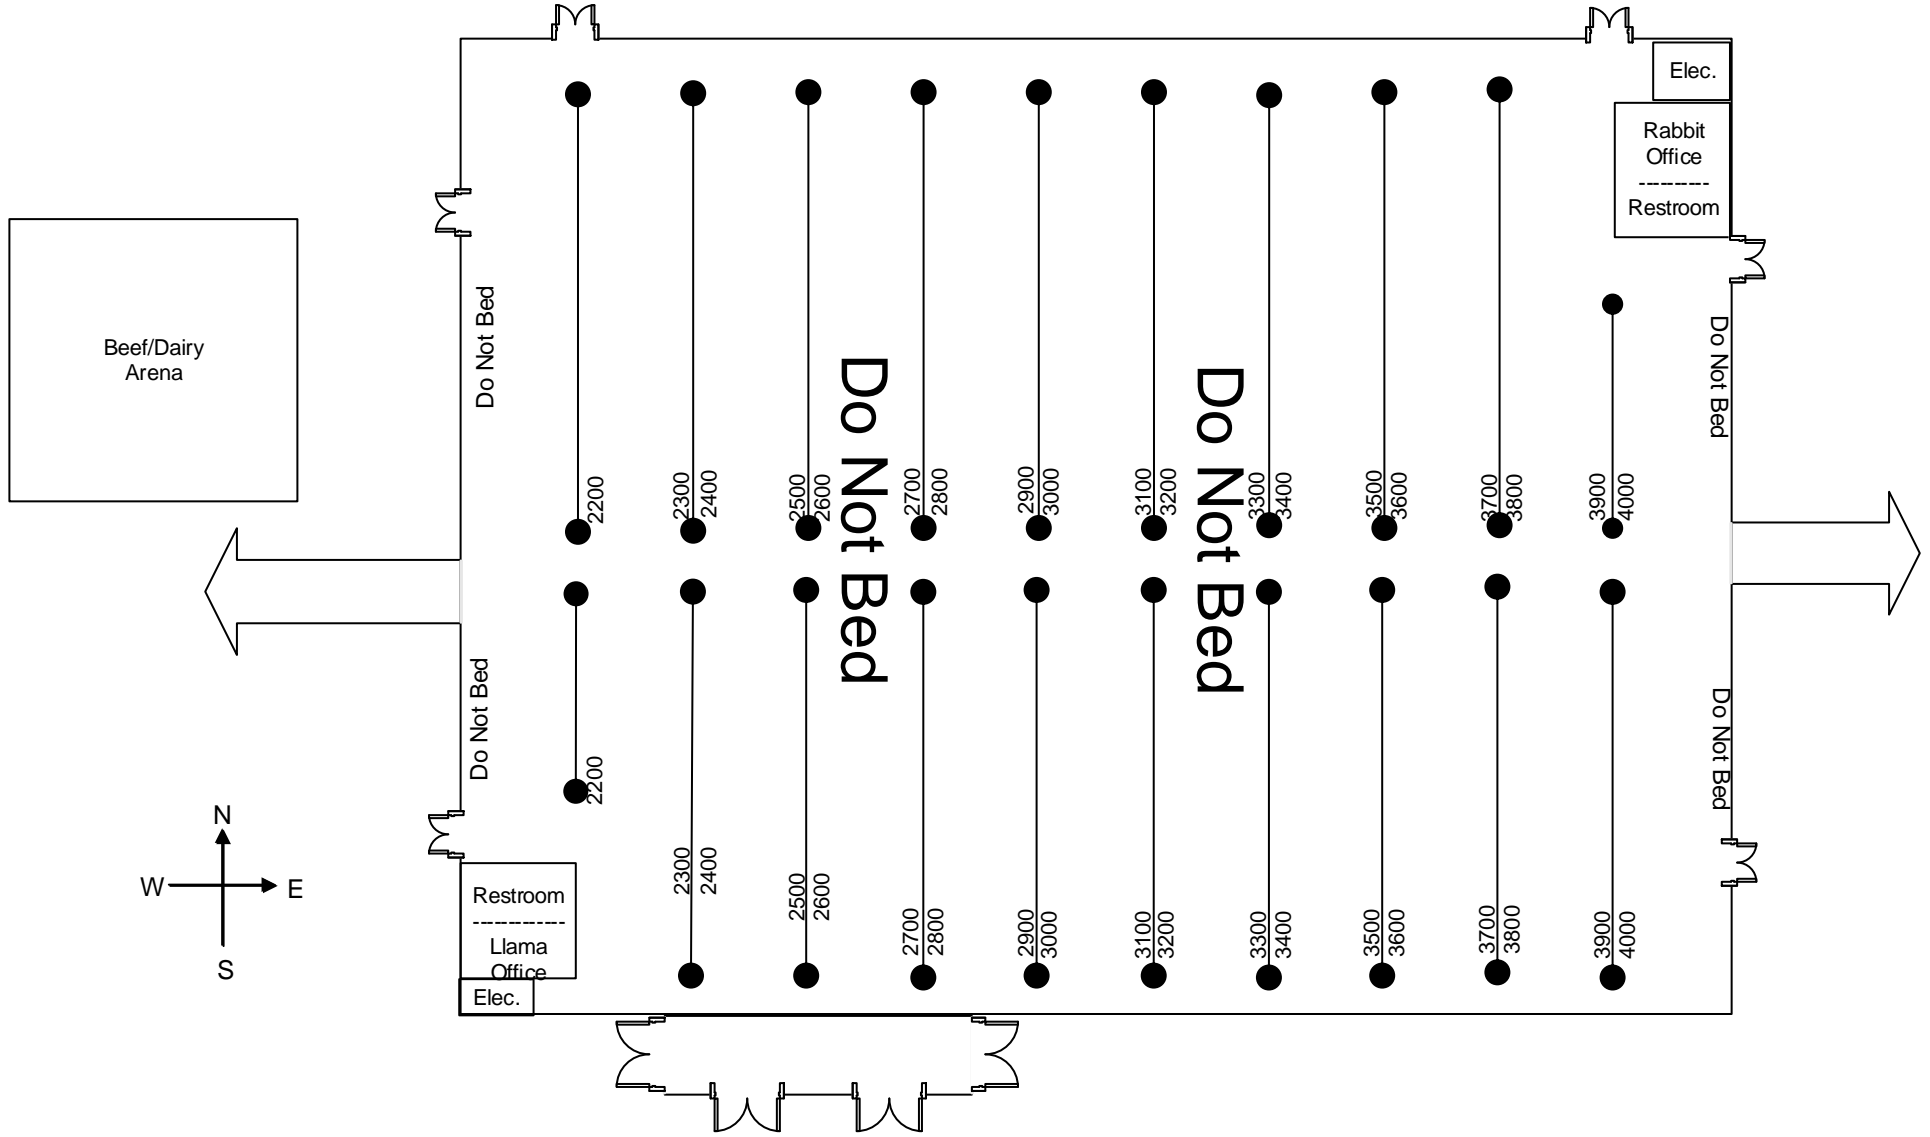 Elec.
Rabbit
Office
----------
Restroom
Beef/Dairy
Arena
Do Not Bed
Do Not Bed
Do Not Bed
Do Not Bed
2200
2300
2400
2500
2600
2700
2800
2900
3000
3100
3200
3300
3400
3500
3600
3700
3800
3900
4000
Do Not Bed
Do Not Bed
2200
2300
2400
2500
2600
2700
2800
2900
3000
3100
3200
3300
3400
3500
3600
3700
3800
3900
4000
N
W
E
S
Restroom
-------------
Llama
Office
Elec.